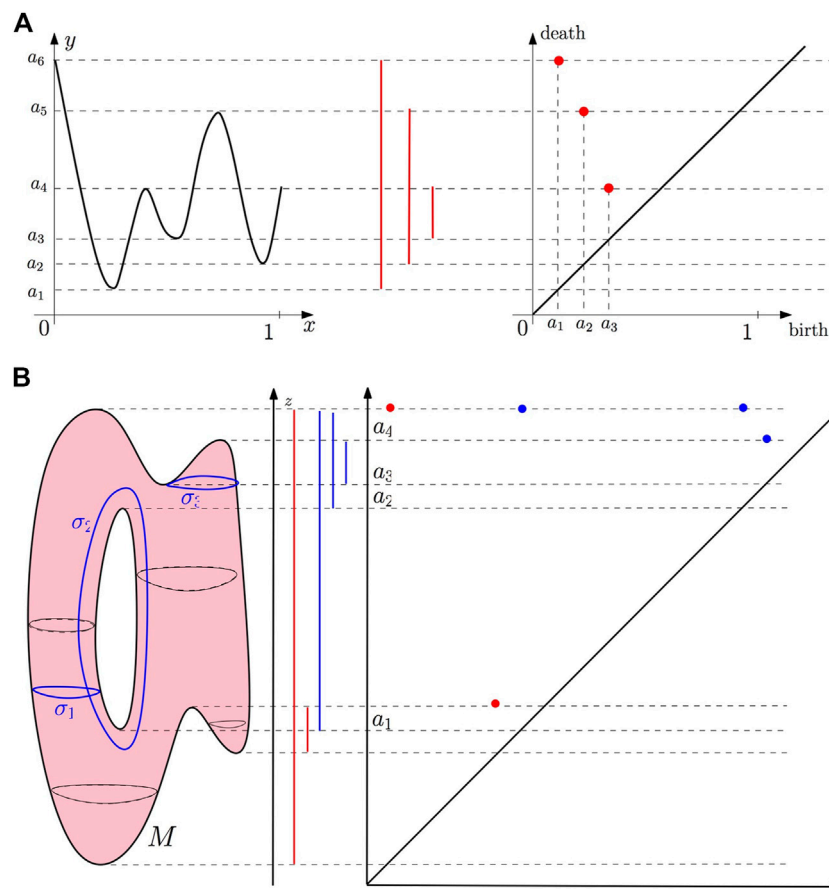 A
y
death
a₆
a₅
a₄
a₃
a₂
a₁
0
1
x
0
a₁ a₂ a₃
1
birth
B
z
a₄
σ₃
a₃
σ₂
a₂
σ₁
a₁
M